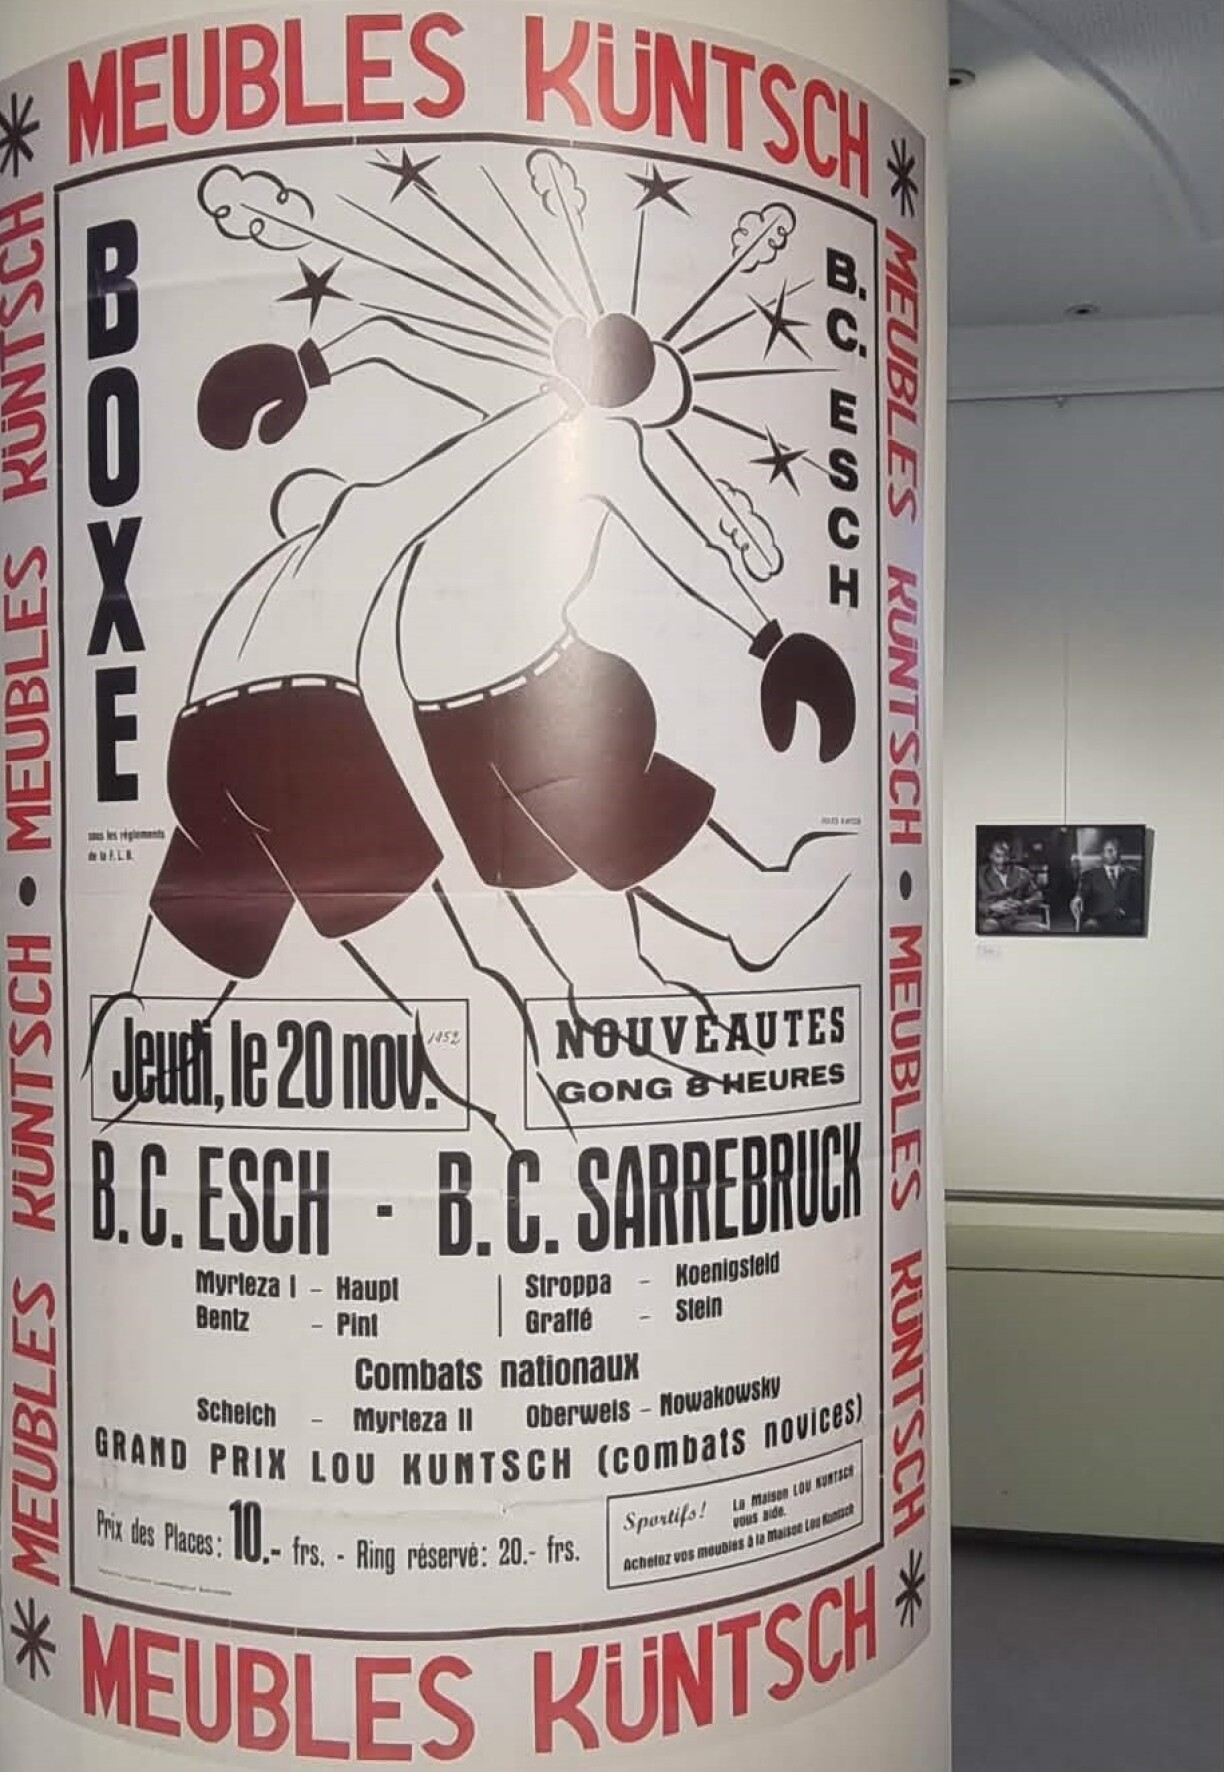 MEUBLES KÜNTSCH
MEUBLES KÜNTSCH • MEUBLES KÜNTSCH
MEUBLES KÜNTSCH • MEUBLES KÜNTSCH
BOXE
B. C. ESCH
sous les règlements
de la F. L. B.
Jeudi, le 20 nov.
1952
NOUVEAUTES
GONG 8 HEURES
B. C. ESCH - B. C. SARREBRUCK
Myrteza I - Haupt | Stroppa - Koenigsfeld
Bentz - Pint | Graffé - Stein
Combats nationaux
Scheich - Myrteza II Oberweis - Nowakowsky
GRAND PRIX LOU KUNTSCH (combats novices)
Prix des Places: 10.- frs. - Ring réservé: 20.- frs.
Sportifs! La Maison LOU KUNTSCH
vous aide.
Achetez vos meubles à la Maison Lou Kuntsch
MEUBLES KÜNTSCH